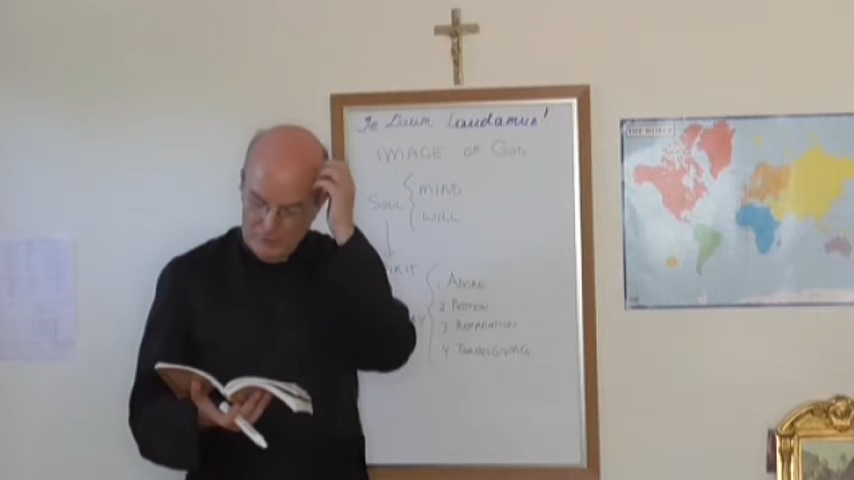 Te Deum Laudamus!
IMAGE OF GOD
SOUL { MIND
WILL
1. ADORE
2 PETITION
3 REPARATION
4 THANKSGIVING
THE WORLD